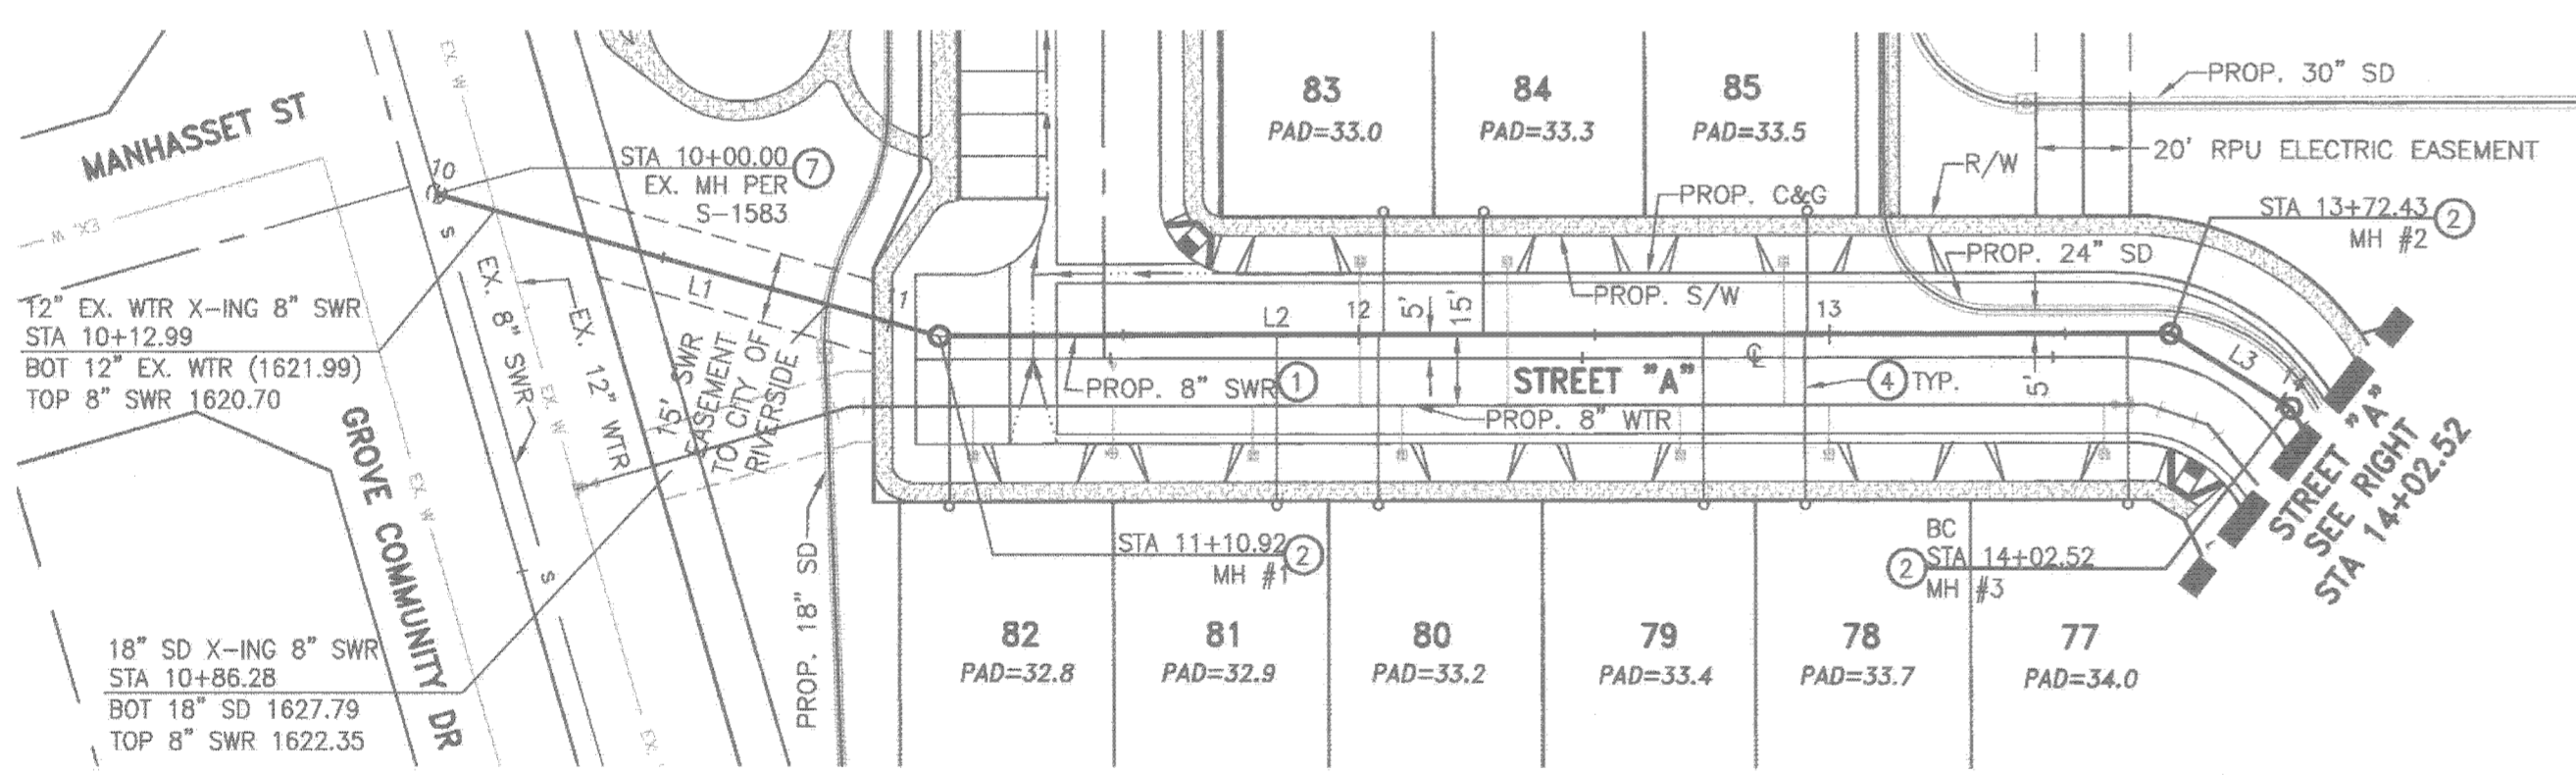 MANHASSET ST
EX. W
EX. W
10
STA 10+00.00
EX. MH PER
S-1583
7
83
PAD=33.0
84
PAD=33.3
85
PAD=33.5
PROP. 30" SD
20' RPU ELECTRIC EASEMENT
R/W
PROP. C&G
STA 13+72.43
MH #2
2
PROP. 24" SD
PROP. S/W
12" EX. WTR X-ING 8" SWR
STA 10+12.99
BOT 12" EX. WTR (1621.99)
TOP 8" SWR 1620.70
S
EX. 8" SWR
EX. 12" WTR
EX. W
EX. W
L1
11
15' SWR
EASEMENT
TO CITY OF
RIVERSIDE
L2
12
5'
15'
13
PROP. 8" SWR
1
STREET "A"
℄
4 TYP.
PROP. 8" WTR
5'
L3
14
STREET "A"
SEE RIGHT
STA 14+02.52
GROVE COMMUNITY DR
S
EX.
PROP. 18" SD
STA 11+10.92
MH #1
2
BC
STA 14+02.52
MH #3
2
18" SD X-ING 8" SWR
STA 10+86.28
BOT 18" SD 1627.79
TOP 8" SWR 1622.35
82
PAD=32.8
81
PAD=32.9
80
PAD=33.2
79
PAD=33.4
78
PAD=33.7
77
PAD=34.0